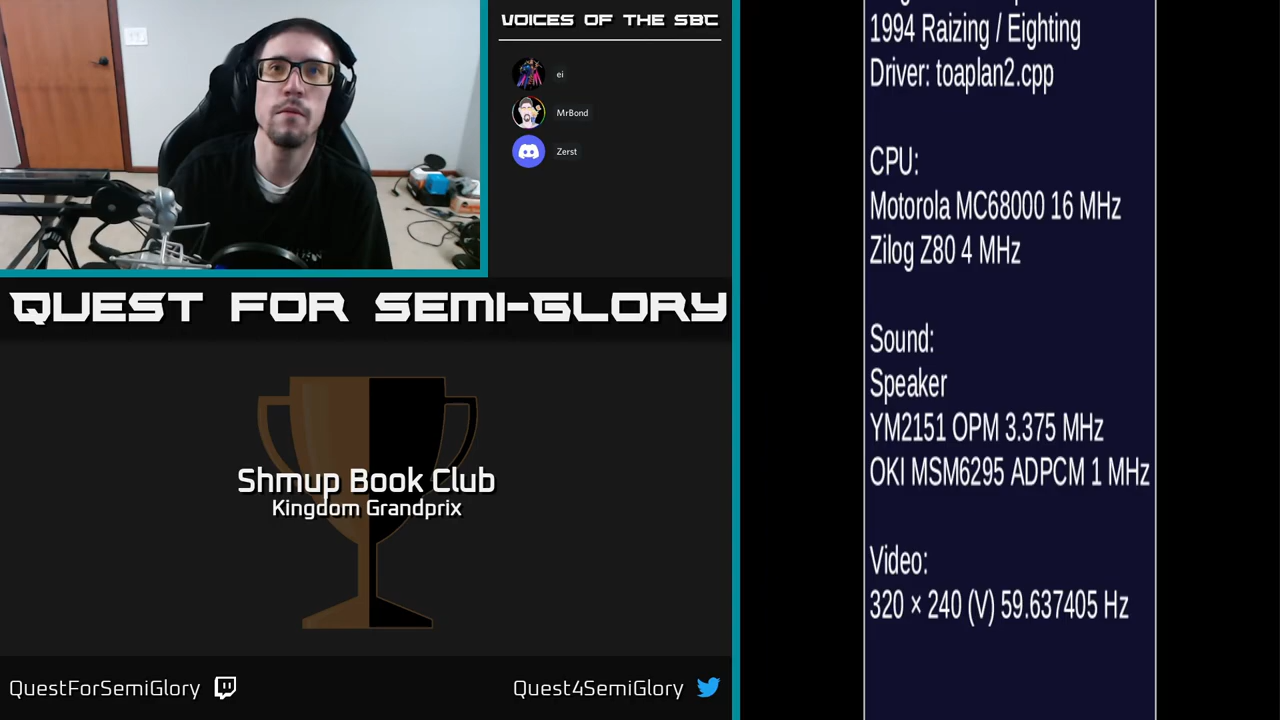 VOICES OF THE SBC
ei
MrBond
Zerst
QUEST FOR SEMI-GLORY
Shmup Book Club
Kingdom Grandprix
QuestForSemiGlory
Quest4SemiGlory
1994 Raizing / Eighting
Driver: toaplan2.cpp
CPU:
Motorola MC68000 16 MHz
Zilog Z80 4 MHz
Sound:
Speaker
YM2151 OPM 3.375 MHz
OKI MSM6295 ADPCM 1 MHz
Video:
320 × 240 (V) 59.637405 Hz